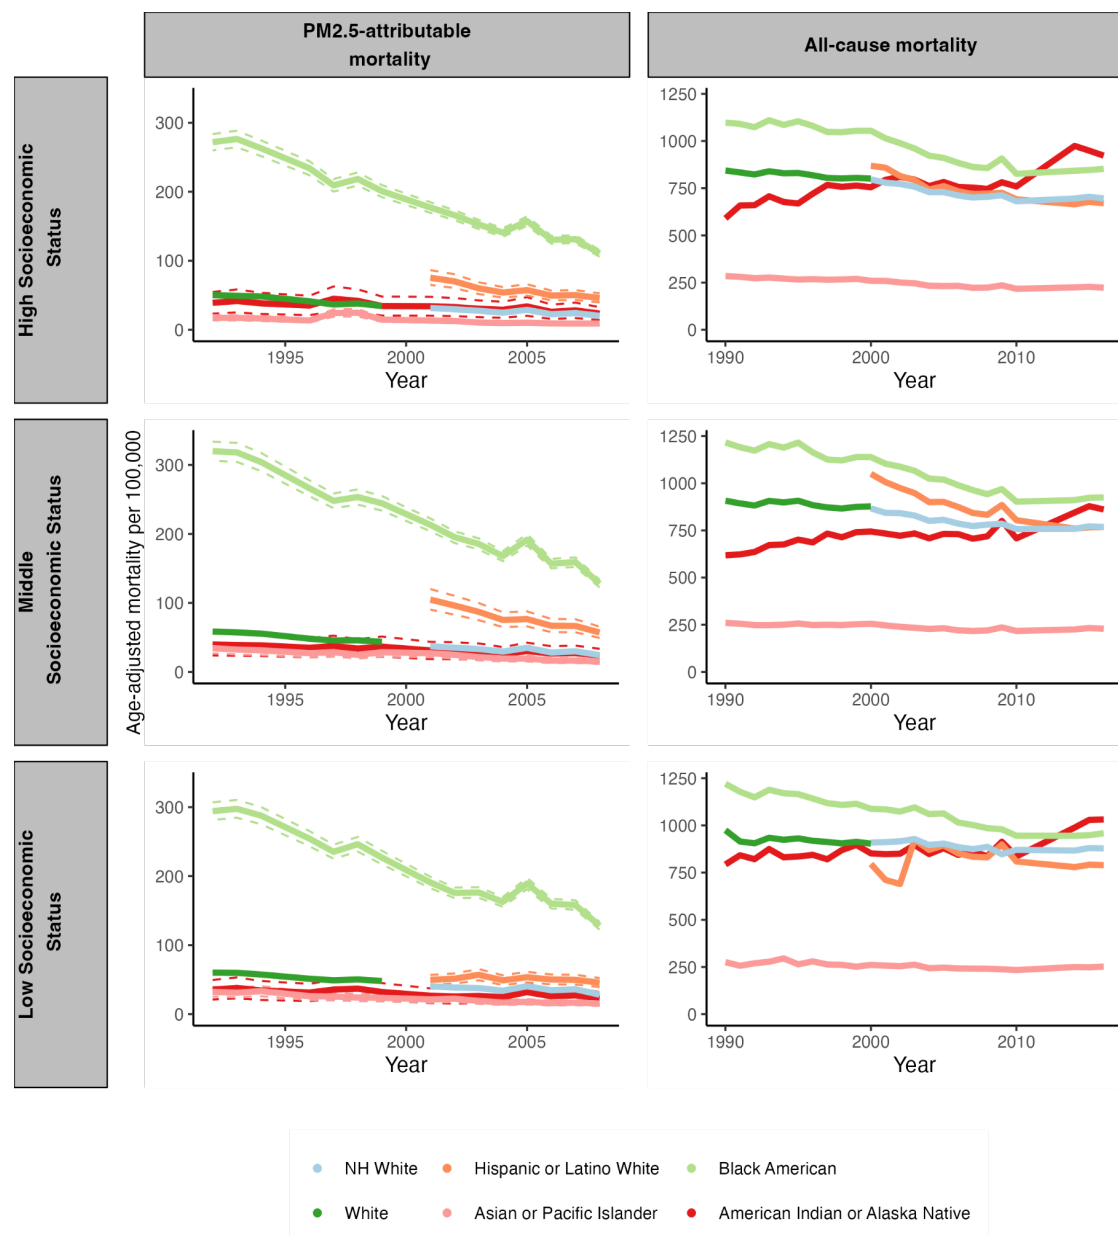 PM2.5-attributable
mortality
All-cause mortality
High Socioeconomic
Status
300
200
100
0
1995
2000
2005
Year
1250
1000
750
500
250
0
1990
2000
2010
Year
Middle
Socioeconomic Status
Age-adjusted mortality per 100,000
300
200
100
0
1995
2000
2005
Year
1250
1000
750
500
250
0
1990
2000
2010
Year
Low Socioeconomic
Status
300
200
100
0
1995
2000
2005
Year
1250
1000
750
500
250
0
1990
2000
2010
Year
NH White
Hispanic or Latino White
Black American
White
Asian or Pacific Islander
American Indian or Alaska Native